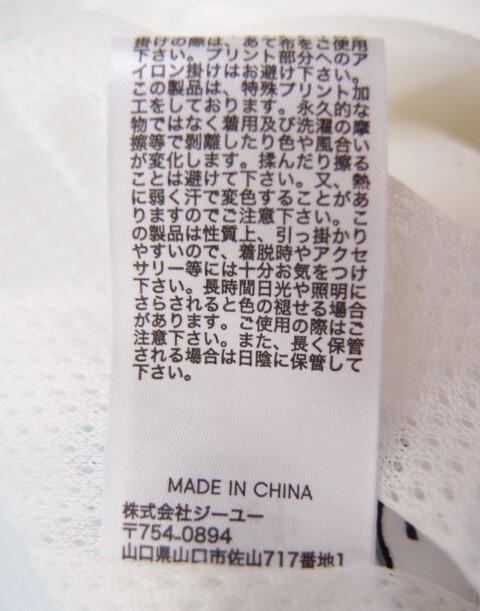 掛けの際は、あて布をご使用
下さい。プリント部分へのア
イロン掛けはお避け下さい。
この製品は、特殊プリント加
工をしております。永久的な
物ではなく着用及び洗濯の摩
擦等で剥離したり色や風合い
が変化します。揉んだり擦る
ことは避けて下さい。又、熱
に弱く汗で変色することがあ
りますのでご注意下さい。こ
の製品は性質上、引っ掛かり
やすいので、着脱時やアクセ
サリー等には十分お気をつけ
下さい。長時間日光や照明に
さらされると色の褪せる場合
があります。ご使用の際はご
注意下さい。また、長く保管
される場合は日陰に保管して
下さい。
MADE IN CHINA
株式会社ジーユー
〒754-0894
山口県山口市佐山717番地1